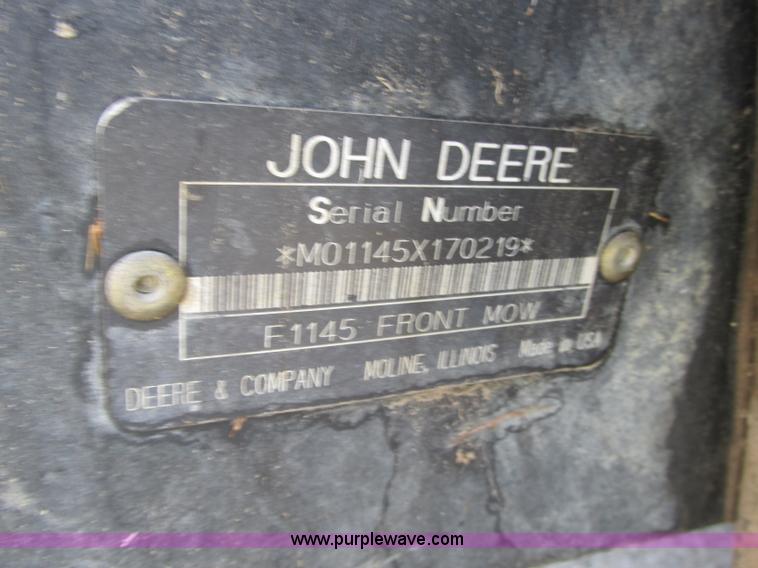 JOHN DEERE
Serial Number
*M01145X170219*
F1145 FRONT MOW
DEERE & COMPANY MOLINE, ILLINOIS Made in USA
www.purplewave.com